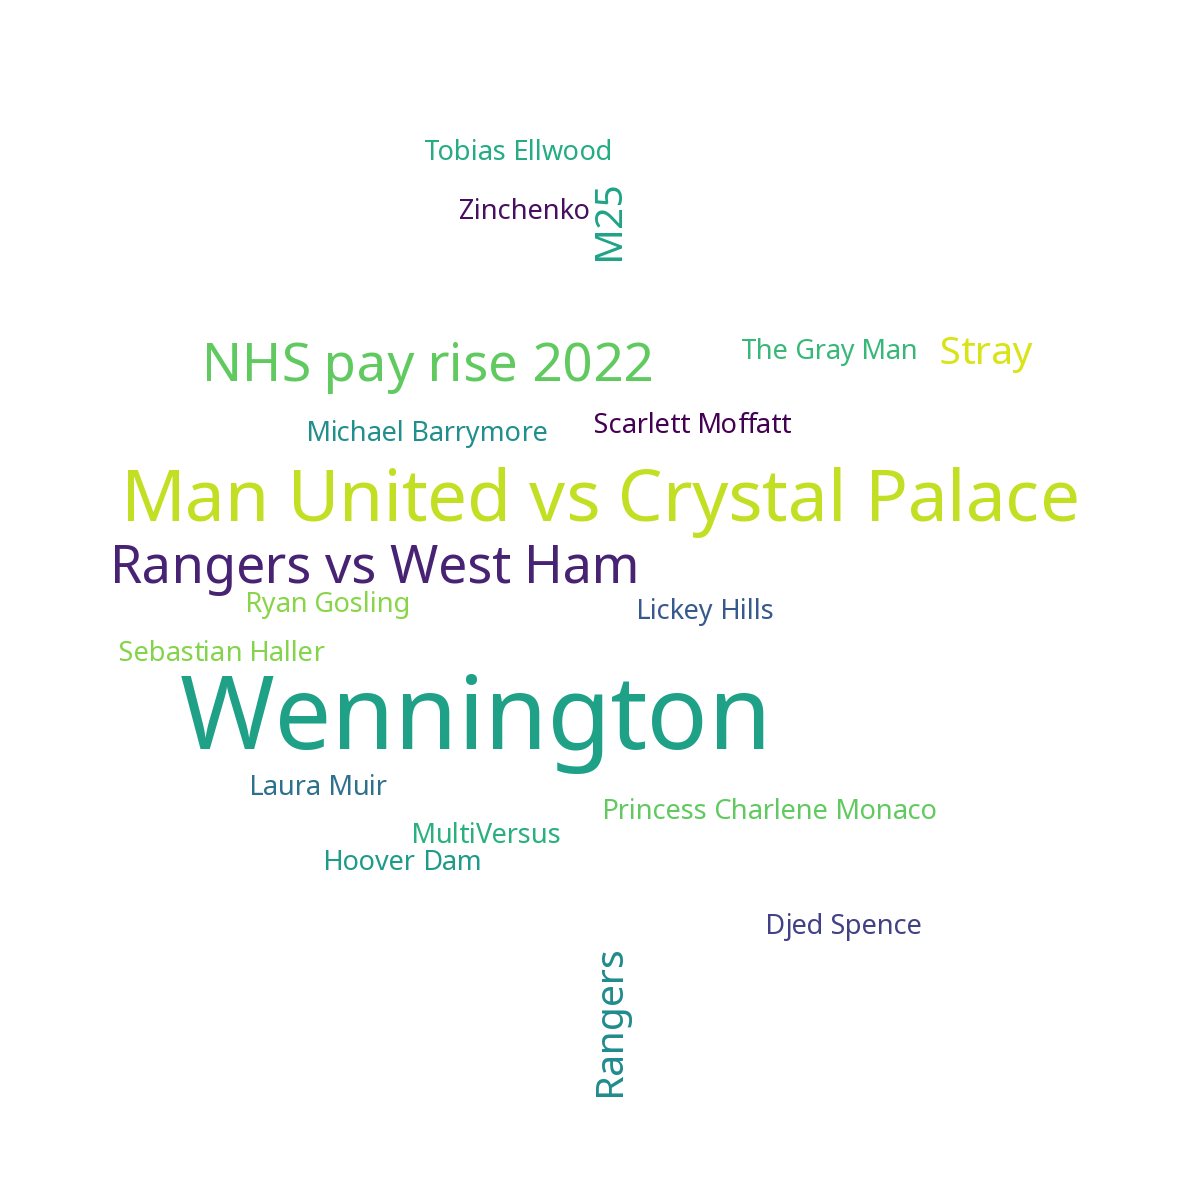 Tobias Ellwood
Zinchenko
M25
NHS pay rise 2022
The Gray Man
Stray
Michael Barrymore
Scarlett Moffatt
Man United vs Crystal Palace
Rangers vs West Ham
Ryan Gosling
Lickey Hills
Sebastian Haller
Wennington
Laura Muir
Princess Charlene Monaco
MultiVersus
Hoover Dam
Djed Spence
Rangers